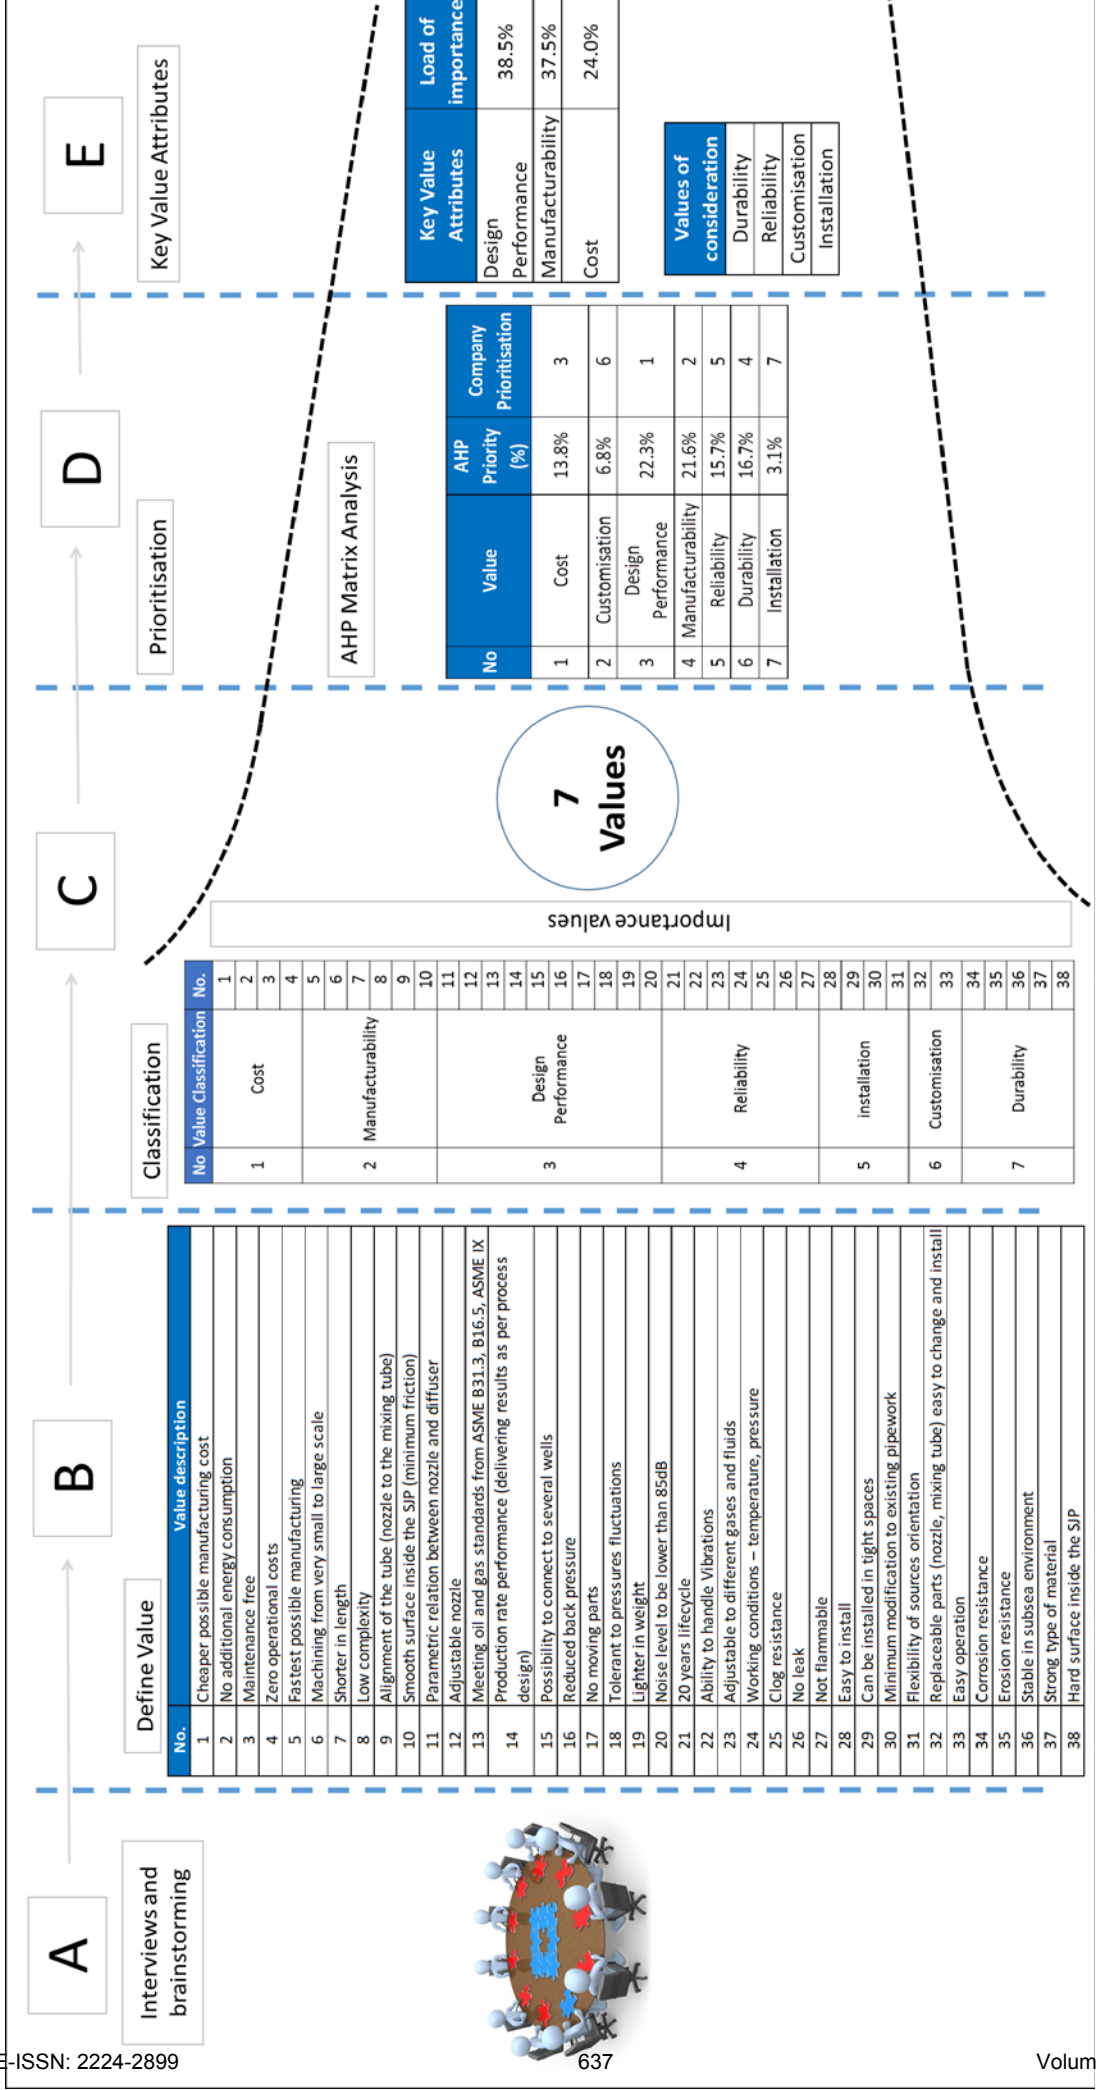 A
Interviews and
brainstorming
B
Define Value
No. Value description
1 Cheaper possible manufacturing cost
2 No additional energy consumption
3 Maintenance free
4 Zero operational costs
5 Fastest possible manufacturing
6 Machining from very small to large scale
7 Shorter in length
8 Low complexity
9 Alignment of the tube (nozzle to the mixing tube)
10 Smooth surface inside the SJP (minimum friction)
11 Parametric relation between nozzle and diffuser
12 Adjustable nozzle
13 Meeting oil and gas standards from ASME B31.3, B16.5, ASME IX
14 Production rate performance (delivering results as per process
design)
15 Possibility to connect to several wells
16 Reduced back pressure
17 No moving parts
18 Tolerant to pressures fluctuations
19 Lighter in weight
20 Noise level to be lower than 85dB
21 20 years lifecycle
22 Ability to handle Vibrations
23 Adjustable to different gases and fluids
24 Working conditions – temperature, pressure
25 Clog resistance
26 No leak
27 Not flammable
28 Easy to install
29 Can be installed in tight spaces
30 Minimum modification to existing pipework
31 Flexibility of sources orientation
32 Replaceable parts (nozzle, mixing tube) easy to change and install
33 Easy operation
34 Corrosion resistance
35 Erosion resistance
36 Stable in subsea environment
37 Strong type of material
38 Hard surface inside the SJP
C
Classification
No Value Classification No.
1 Cost 1
2
3
4
2 Manufacturability 5
6
7
8
9
10
3 Design
Performance 11
12
13
14
15
16
17
18
19
20
4 Reliability 21
22
23
24
25
26
27
5 installation 28
29
30
31
6 Customisation 32
33
7 Durability 34
35
36
37
38
Importance values
7
Values
D
Prioritisation
AHP Matrix Analysis
No Value AHP
Priority
(%) Company
Prioritisation
1 Cost 13.8% 3
2 Customisation 6.8% 6
3 Design
Performance 22.3% 1
4 Manufacturability 21.6% 2
5 Reliability 15.7% 5
6 Durability 16.7% 4
7 Installation 3.1% 7
E
Key Value Attributes
Key Value
Attributes Load of
importance
Design
Performance 38.5%
Manufacturability 37.5%
Cost 24.0%
Values of
consideration
Durability
Reliability
Customisation
Installation
E-ISSN: 2224-2899 637 Volum